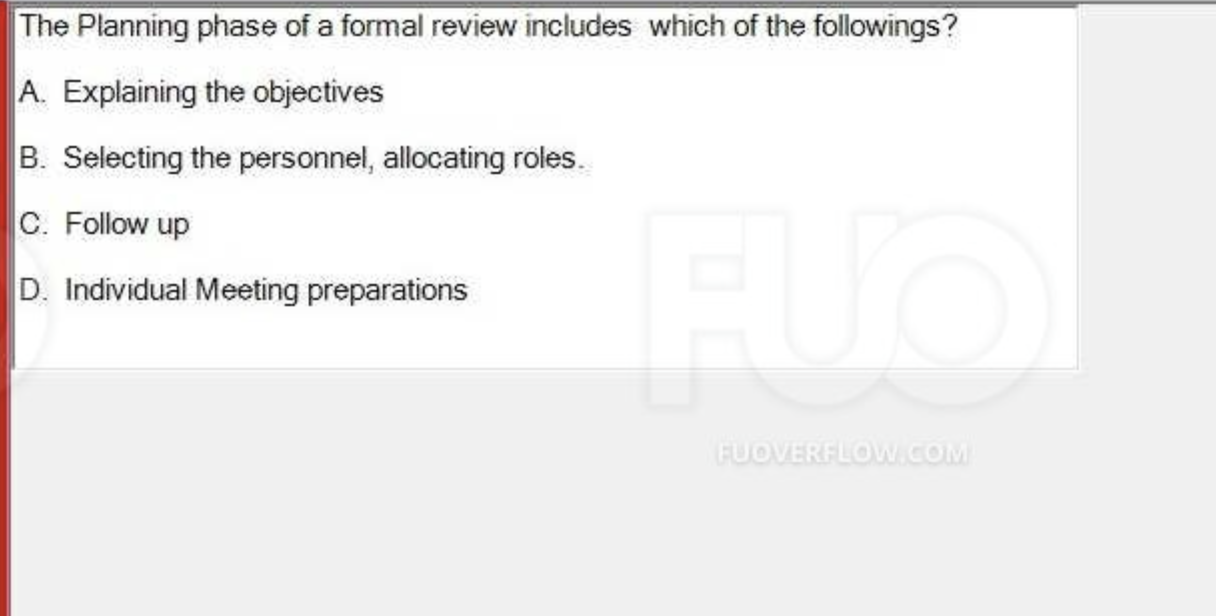 The Planning phase of a formal review includes  which of the followings?
A.  Explaining the objectives
B.  Selecting the personnel, allocating roles.
C.  Follow up
D.  Individual Meeting preparations
FUO
FUOVERFLOW.COM